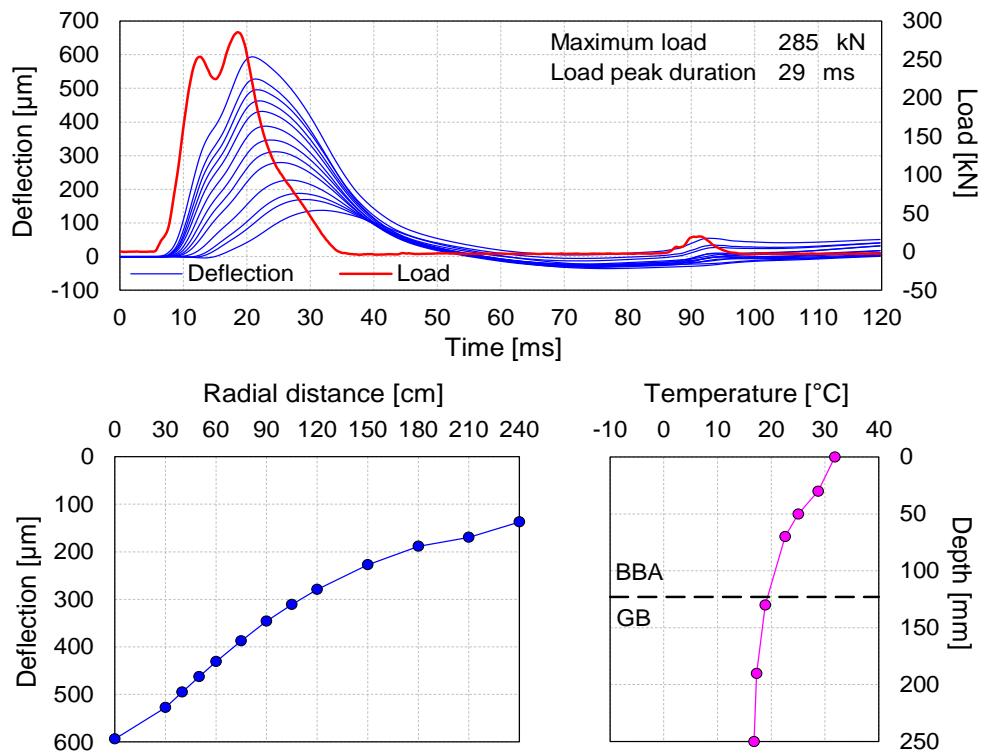 700
600
500
400
300
200
100
0
-100
Deflection [µm]
Maximum load 285 kN
Load peak duration 29 ms
Deflection
Load
300
250
200
150
100
50
0
-50
Load [kN]
0 10 20 30 40 50 60 70 80 90 100 110 120
Time [ms]
Radial distance [cm]
0 30 60 90 120 150 180 210 240
0
100
200
300
400
500
600
Deflection [µm]
Temperature [°C]
-10 0 10 20 30 40
BBA
GB
0
50
100
150
200
250
Depth [mm]